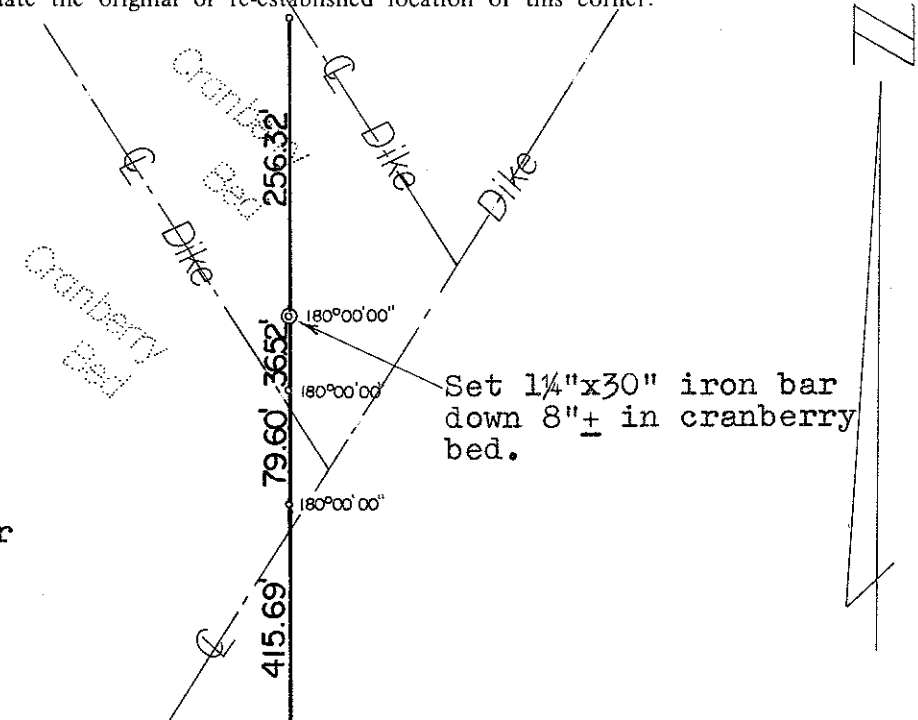 ate the original or re-established location of this corner.
Cranberry
Bed
256.32'
℄ Dike
Dike
℄ Dike
Cranberry
Bed
180°00'00"
36.52'
180°00'00"
79.60'
Set 1¼"x30" iron bar
down 8"± in cranberry
bed.
180°00'00"
r
415.69'
℄
N